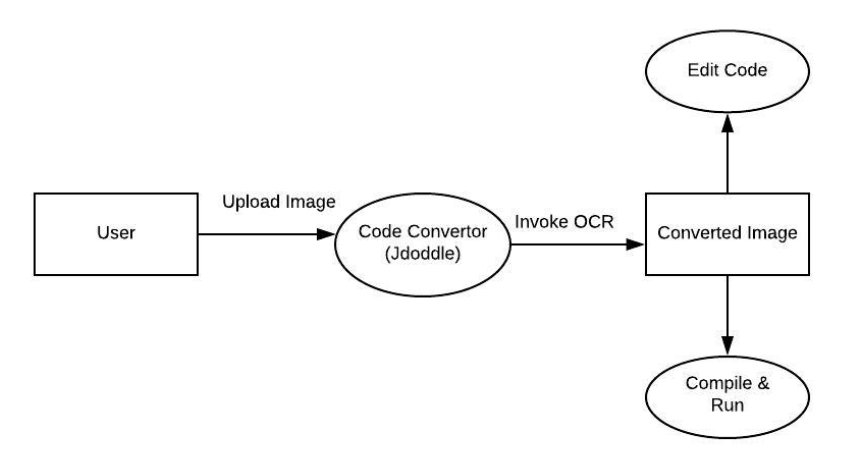 Edit Code
Upload Image
User
Code Convertor
(Jdoddle)
Invoke OCR
Converted Image
Compile &
Run